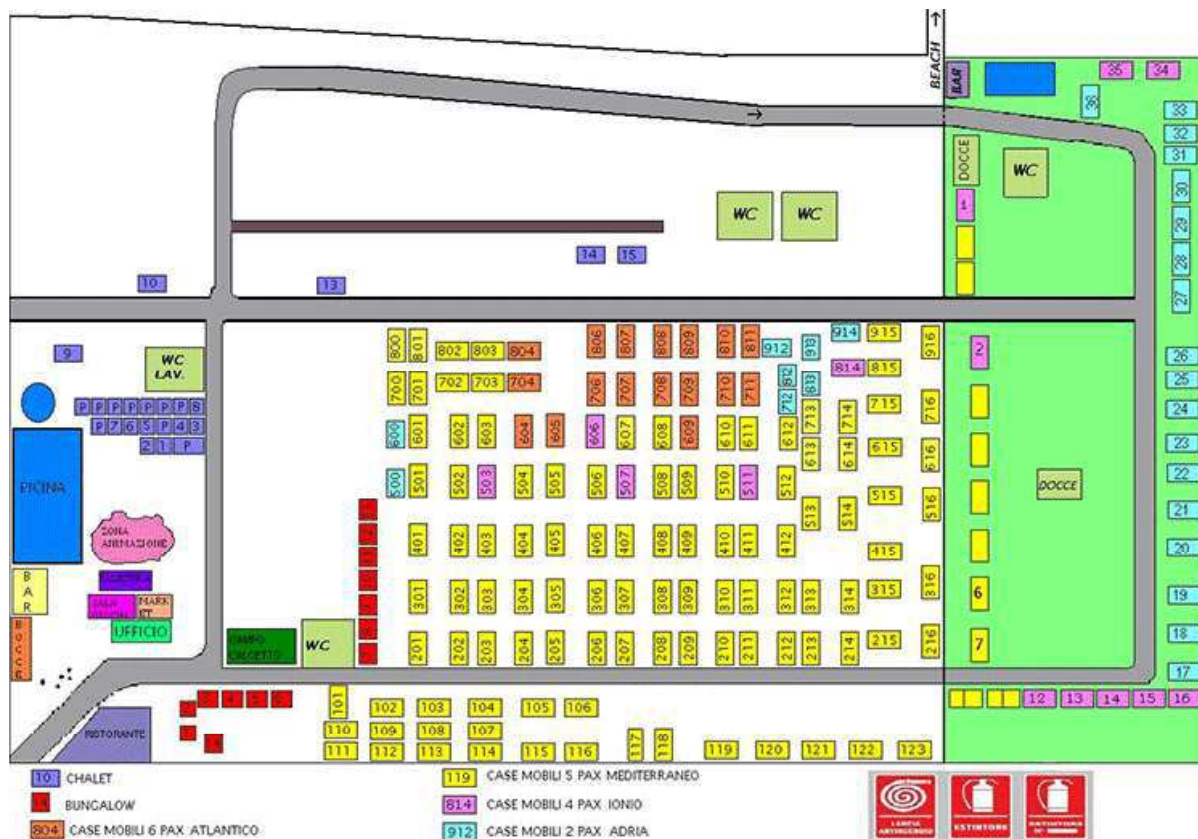 BEACH →
BAR
35 34
36
33
32
31
DOCCE
WC
30
1
29
WC WC
28
14 15
10
13
27
9
WC
LAV.
800 801 802 803 804 806 807 808 809 810 811 912 913 914 915 916
2
26
700 701 702 703 704 706 707 708 709 710 711 812 813 814 815
25
712 713 714 715 716
24
P P P P P P P 8
P 7 6 5 P 4 3
2 1 P
600 601 602 603 604 605 606 607 608 609 610 611 612 613 614 615 616
23
PICINA
500 501 502 503 504 505 506 507 508 509 510 511 512 513 514 515 516
22
DOCCE
21
ZONA
ANIMAZIONE
401 402 403 404 405 406 407 408 409 410 411 412 415
20
BAR
301 302 303 304 305 306 307 308 309 310 311 312 313 314 315 316
6
19
MARK
ET
UFFICIO
BOCCE
CAMPO
CALCETTO
WC
201 202 203 204 205 206 207 208 209 210 211 212 213 214 215 216
7
18
17
3 4 5 6
101 102 103 104 105 106
12 13 14 15 16
RISTORANTE
110 109 108 107
111 112 113 114 115 116 117 118 119 120 121 122 123
10 CHALET
BUNGALOW
804 CASE MOBILI 6 PAX ATLANTICO
119 CASE MOBILI 5 PAX MEDITERRANEO
814 CASE MOBILI 4 PAX IONIO
912 CASE MOBILI 2 PAX ADRIA
LANCIA
ANTINCENDIO
ESTINTORE
ESTINTORE